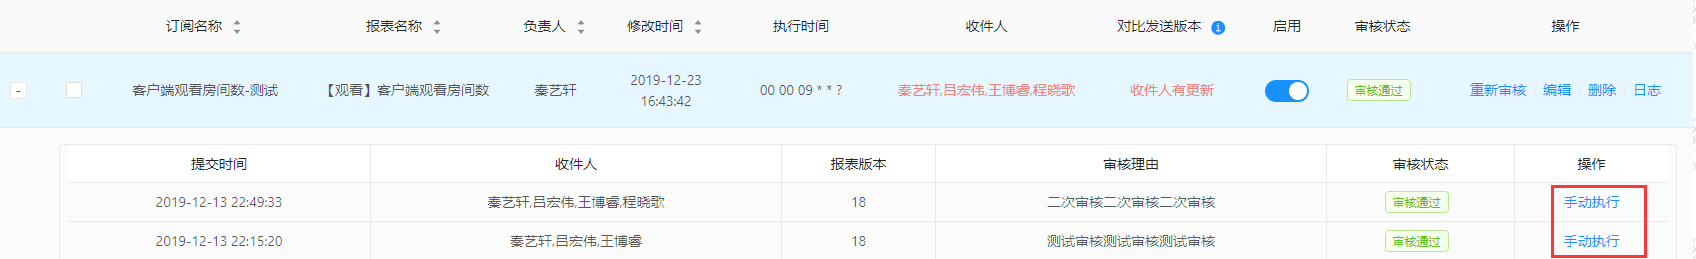 订阅名称 报表名称 负责人 修改时间 执行时间 收件人 对比发送版本 i 启用 审核状态 操作
- 客户端观看房间数-测试 【观看】客户端观看房间数 秦艺轩 2019-12-23 16:43:42 00 00 09 * * ? 秦艺轩,吕宏伟,王博睿,程晓歌 收件人有更新 审核通过 重新审核 编辑 删除 日志
提交时间 收件人 报表版本 审核理由 审核状态 操作
2019-12-13 22:49:33 秦艺轩,吕宏伟,王博睿,程晓歌 18 二次审核二次审核二次审核 审核通过 手动执行
2019-12-13 22:15:20 秦艺轩,吕宏伟,王博睿 18 测试审核测试审核测试审核 审核通过 手动执行